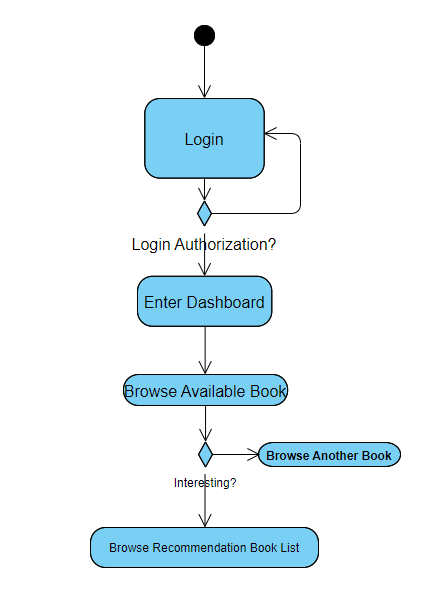 Login
Login Authorization?
Enter Dashboard
Browse Available Book
Browse Another Book
Interesting?
Browse Recommendation Book List